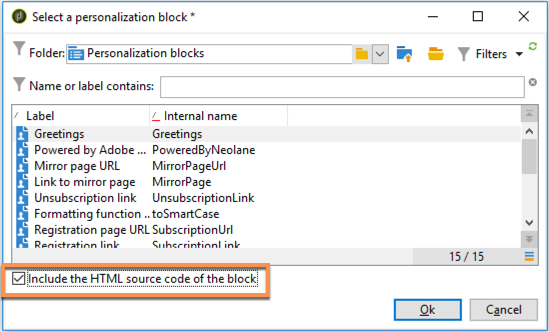 Select a personalization block *
Folder: Personalization blocks Filters
Name or label contains:
Label Internal name
Greetings Greetings
Powered by Adobe ... PoweredByNeolane
Mirror page URL MirrorPageUrl
Link to mirror page MirrorPage
Unsubscription link UnsubscriptionLink
Formatting function ... toSmartCase
Registration page URL SubscriptionUrl
Registration link SubscriptionLink
15 / 15
Include the HTML source code of the block
Ok Cancel